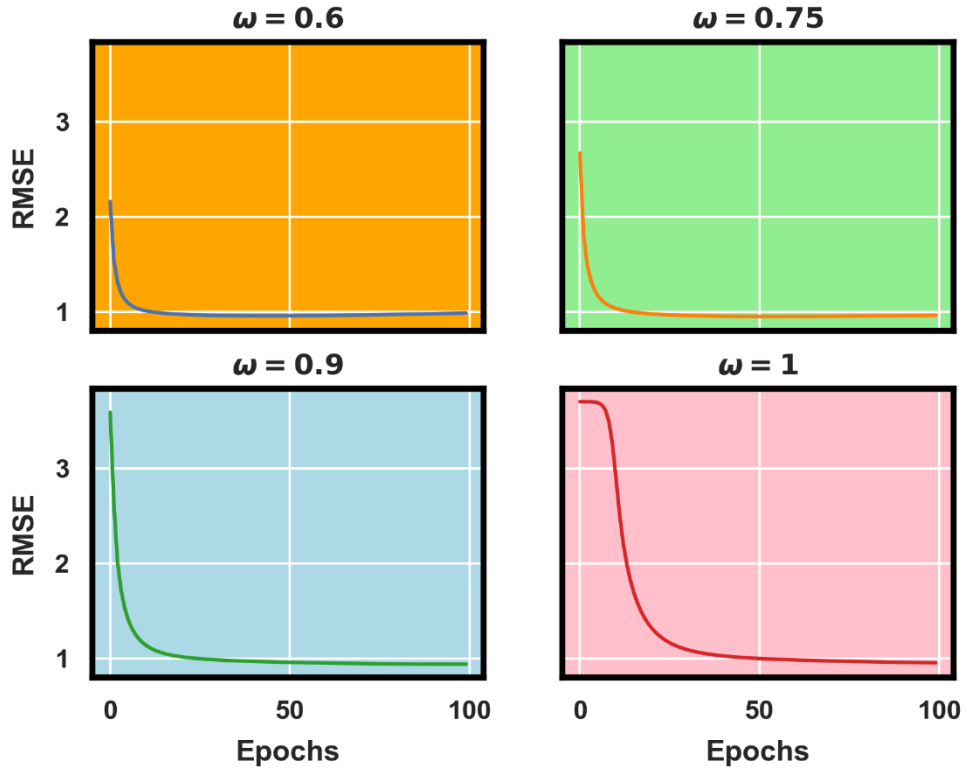 ω = 0.6
ω = 0.75
RMSE
3
2
1
ω = 0.9
ω = 1
RMSE
3
2
1
0
50
100
0
50
100
Epochs
Epochs